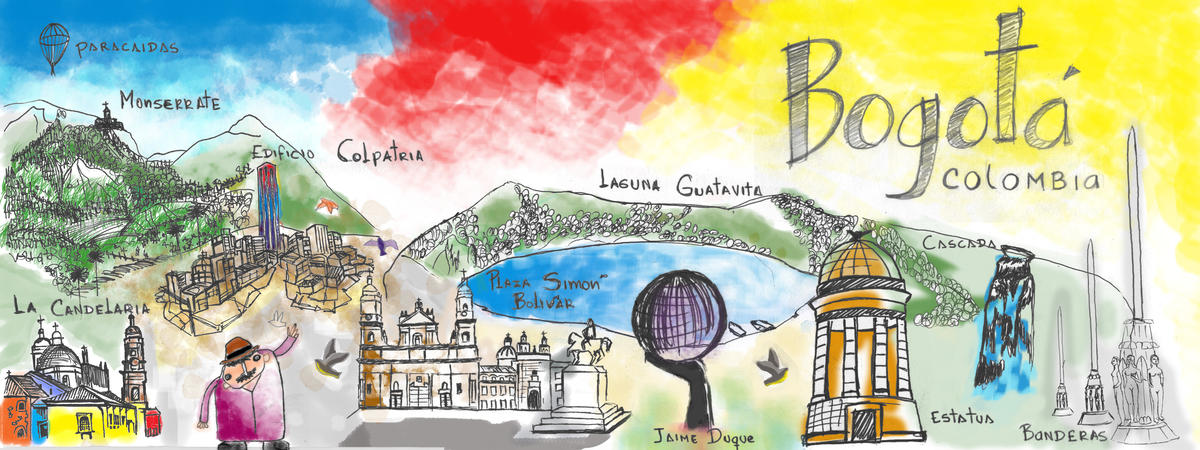 PARACAIDAS
MONSERRATE
EDIFICIO COLPATRIA
Bogotá
COLOMBIA
LAGUNA GUATAVITA
CASCADA
PLAZA SIMON
BOLIVAR
LA CANDELARIA
ESTATUA
JAIME DUQUE
BANDERAS